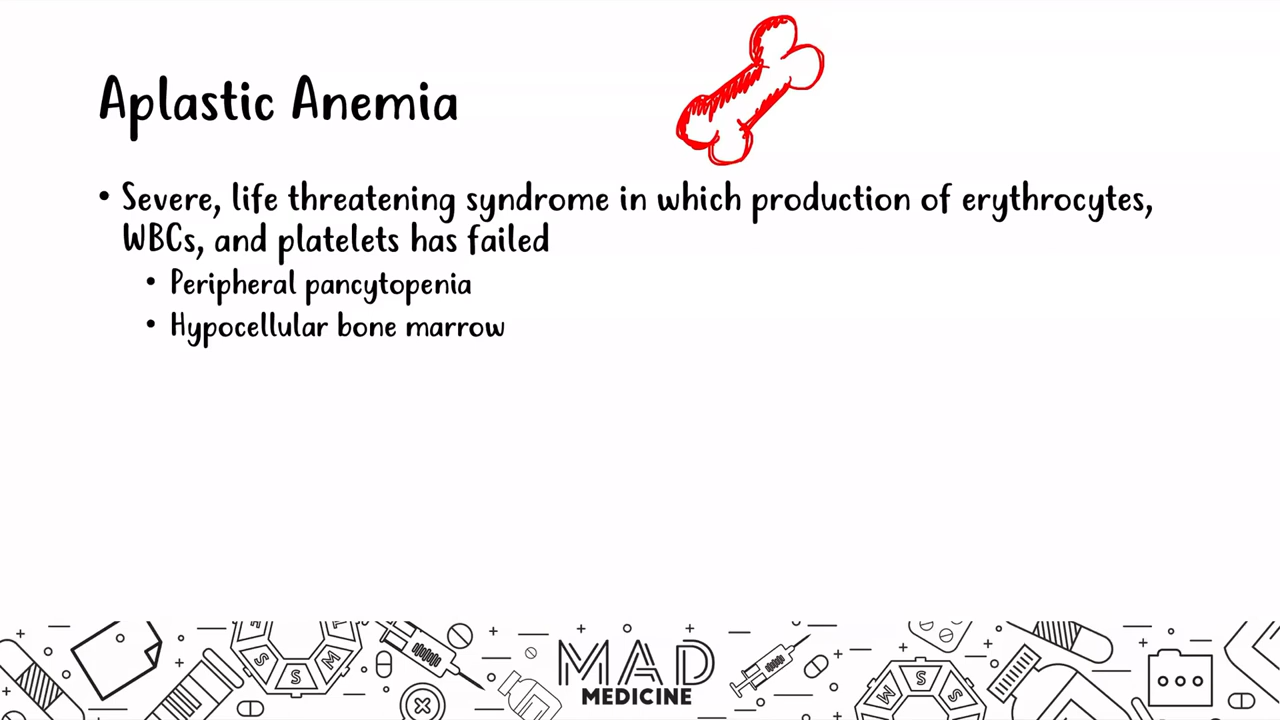 Aplastic Anemia
• Severe, life threatening syndrome in which production of erythrocytes,
WBCs, and platelets has failed
• Peripheral pancytopenia
• Hypocellular bone marrow
S
S
M
MAD
MEDICINE
M
S
S